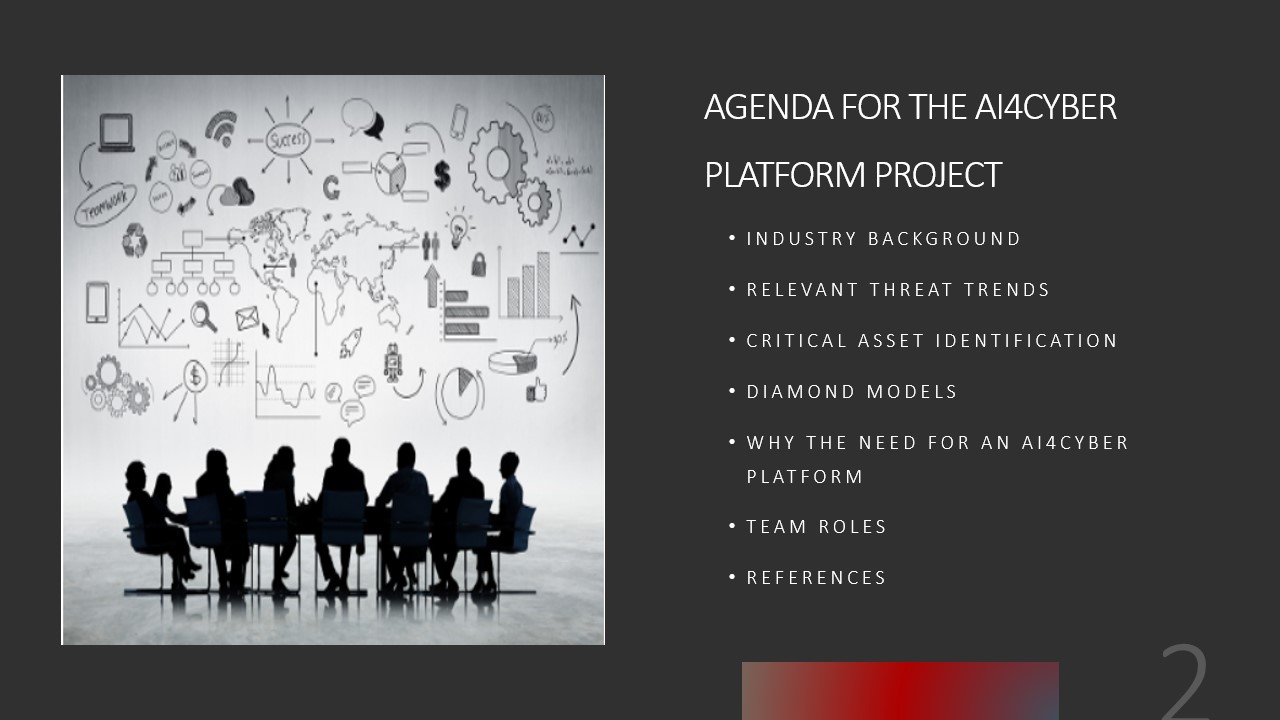 AGENDA FOR THE AI4CYBER
PLATFORM PROJECT
• INDUSTRY BACKGROUND
• RELEVANT THREAT TRENDS
• CRITICAL ASSET IDENTIFICATION
• DIAMOND MODELS
• WHY THE NEED FOR AN AI4CYBER
PLATFORM
• TEAM ROLES
• REFERENCES
Success
Teamwork
$
$
2